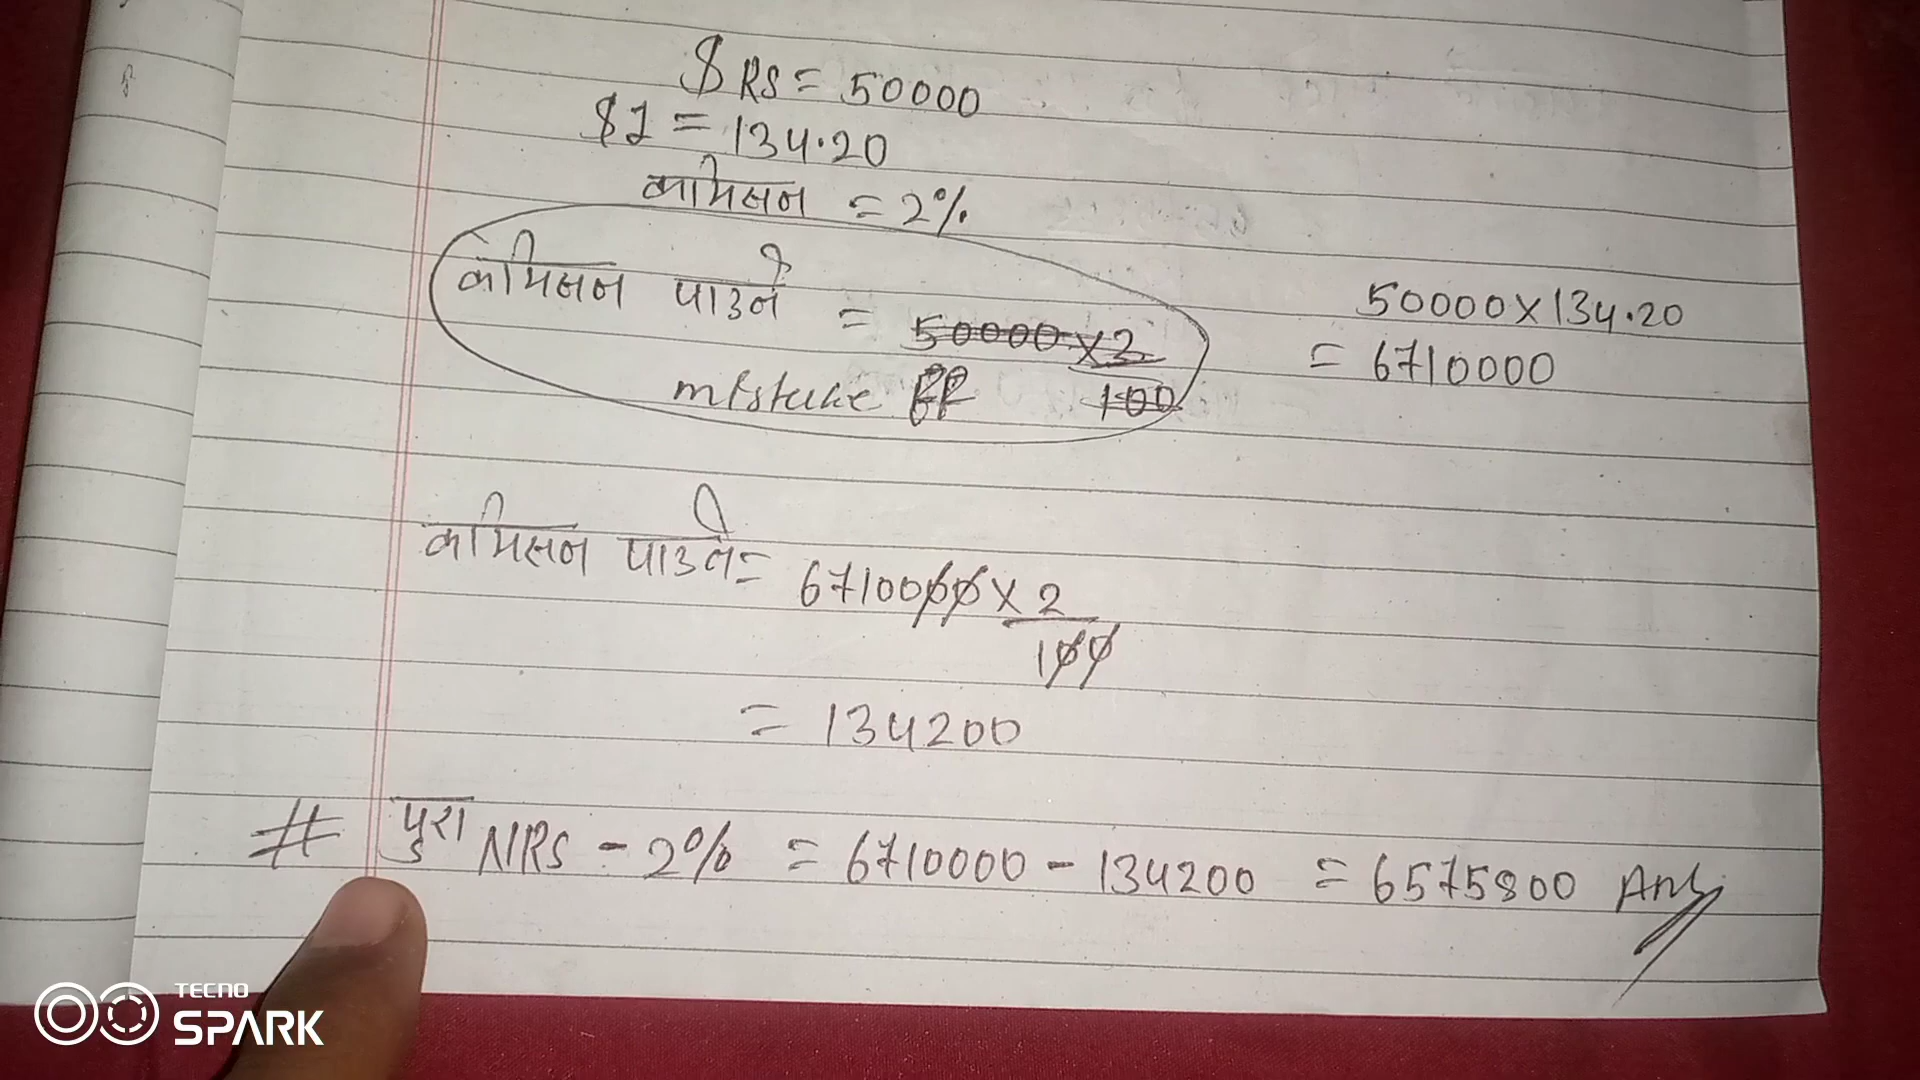 $ RS = 50000
$1 = 134.20
कमिसन = 2%
कमिसन पाउने = 50000 × 2
100
mistake
50000 × 134.20
= 6710000
कमिसन पाउने = 6710000 × 2
100
= 134200
# पुरा NRS - 2% = 6710000 - 134200 = 6575800 Ans
TECNO
SPARK